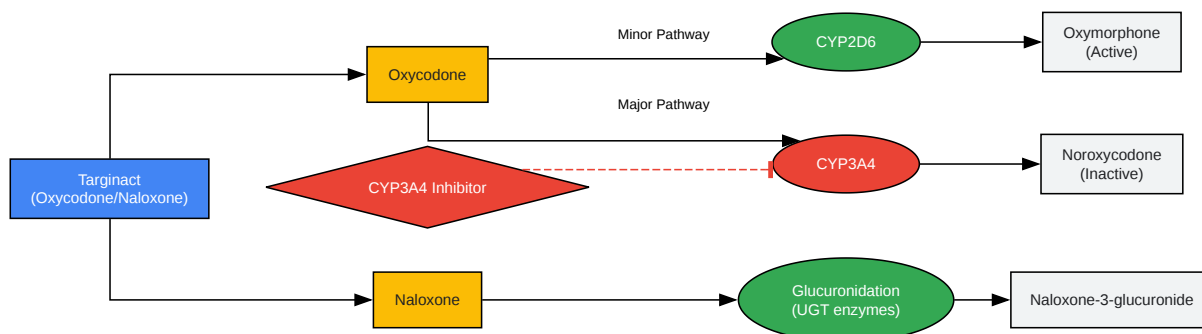 Minor Pathway
CYP2D6
Oxymorphone
(Active)
Oxycodone
Major Pathway
Targinact
(Oxycodone/Naloxone)
CYP3A4 Inhibitor
CYP3A4
Noroxycodone
(Inactive)
Naloxone
Glucuronidation
(UGT enzymes)
Naloxone-3-glucuronide